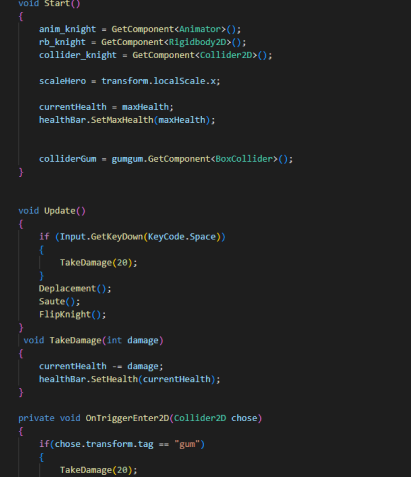 void Start()
{
anim_knight = GetComponent<Animator>();
rb_knight = GetComponent<Rigidbody2D>();
collider_knight = GetComponent<Collider2D>();
scaleHero = transform.localScale.x;
currentHealth = maxHealth;
healthBar.SetMaxHealth(maxHealth);
colliderGum = gumgum.GetComponent<BoxCollider>();
}
void Update()
{
if (Input.GetKeyDown(KeyCode.Space))
{
TakeDamage(20);
}
Deplacement();
Saute();
FlipKnight();
}
void TakeDamage(int damage)
{
currentHealth -= damage;
healthBar.SetHealth(currentHealth);
}
private void OnTriggerEnter2D(Collider2D chose)
{
if(chose.transform.tag == "gum")
{
TakeDamage(20);